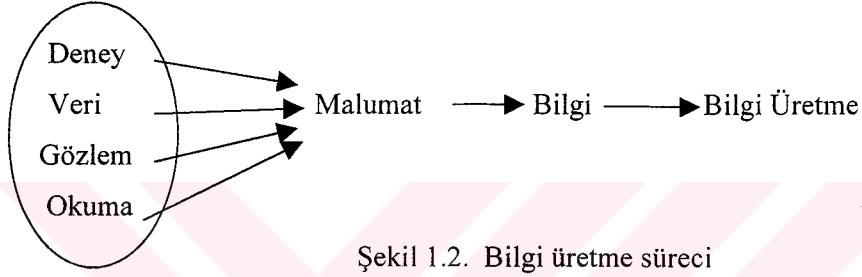 Deney
Veri
Gözlem
Okuma
Malumat Bilgi Bilgi Üretme
Şekil 1.2. Bilgi üretme süreci